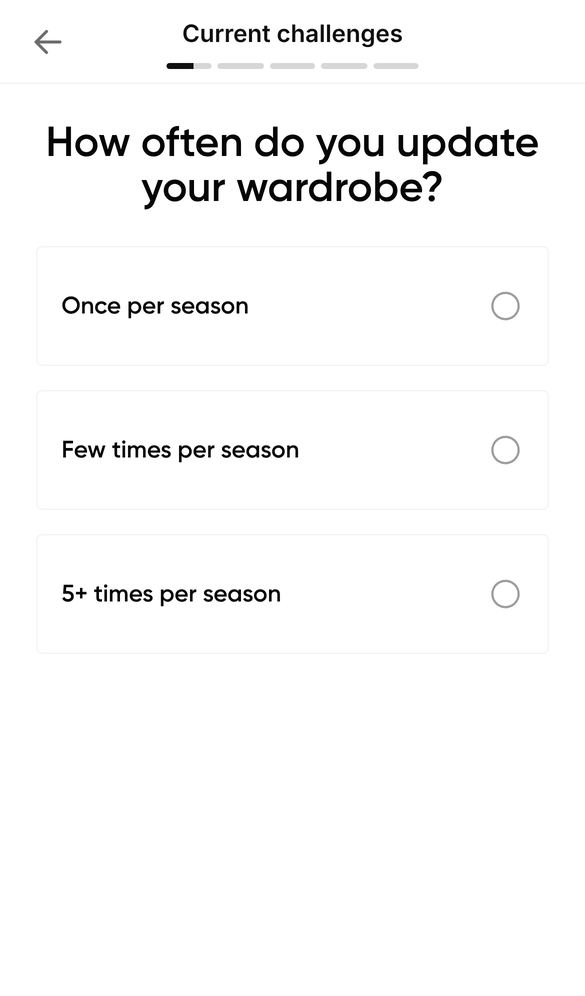 Current challenges
How often do you update
your wardrobe?
Once per season
Few times per season
5+ times per season